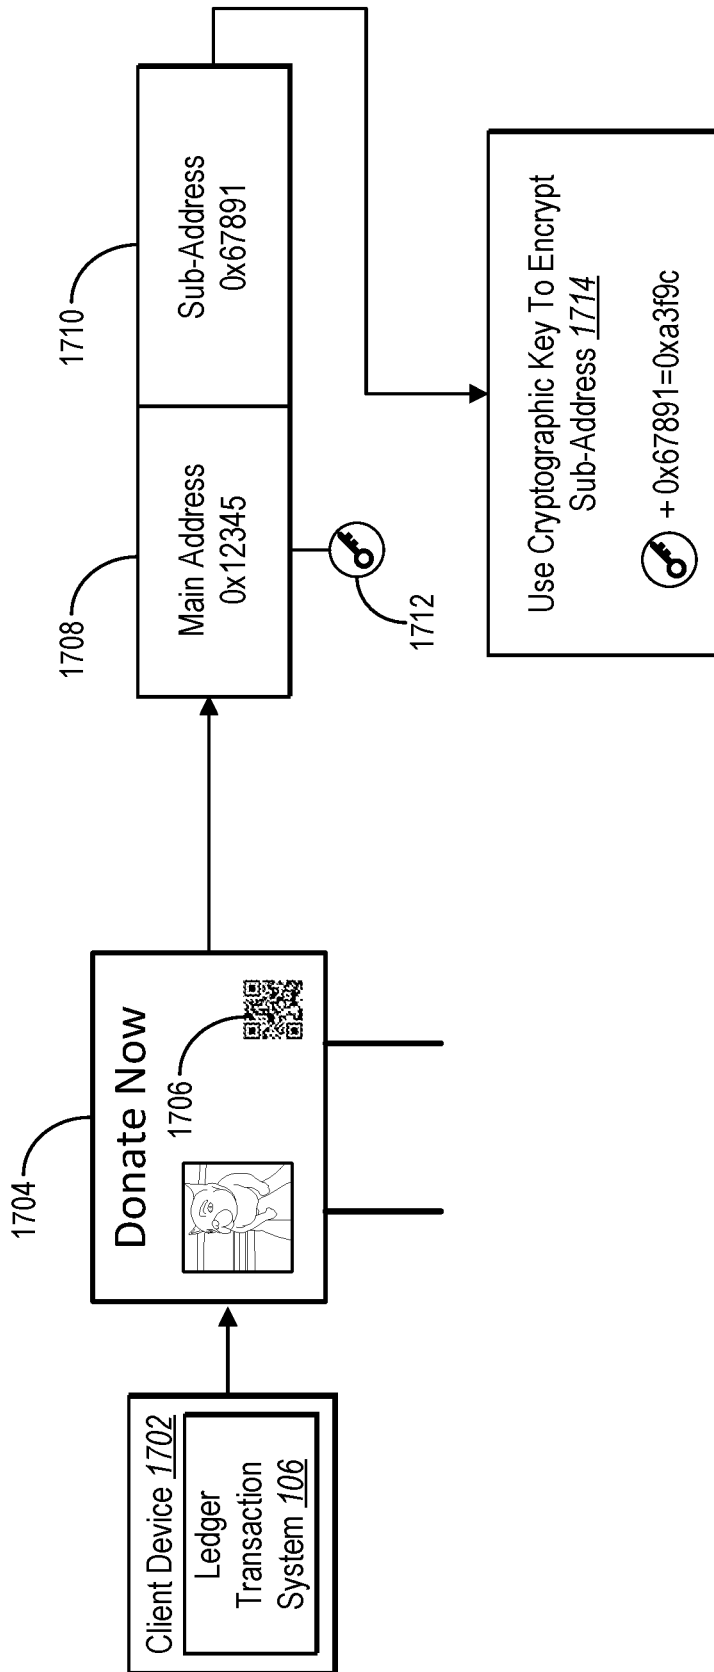 Client Device 1702
Ledger
Transaction
System 106
1704
Donate Now
1706
1708
Main Address
0x12345
1710
Sub-Address
0x67891
1712
Use Cryptographic Key To Encrypt
Sub-Address 1714
+ 0x67891=0xa3f9c